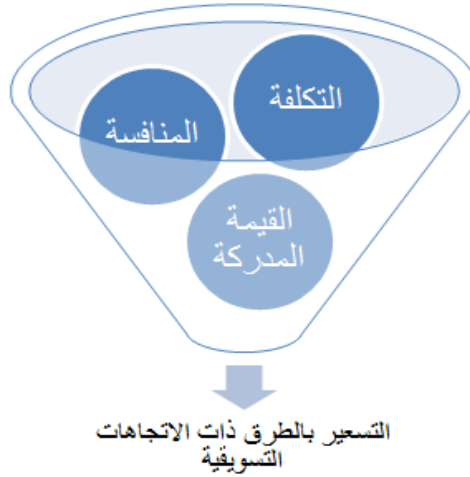 التكلفة
المنافسة
القيمة
المدركة
التسعير بالطرق ذات الاتجاهات
التسويقية